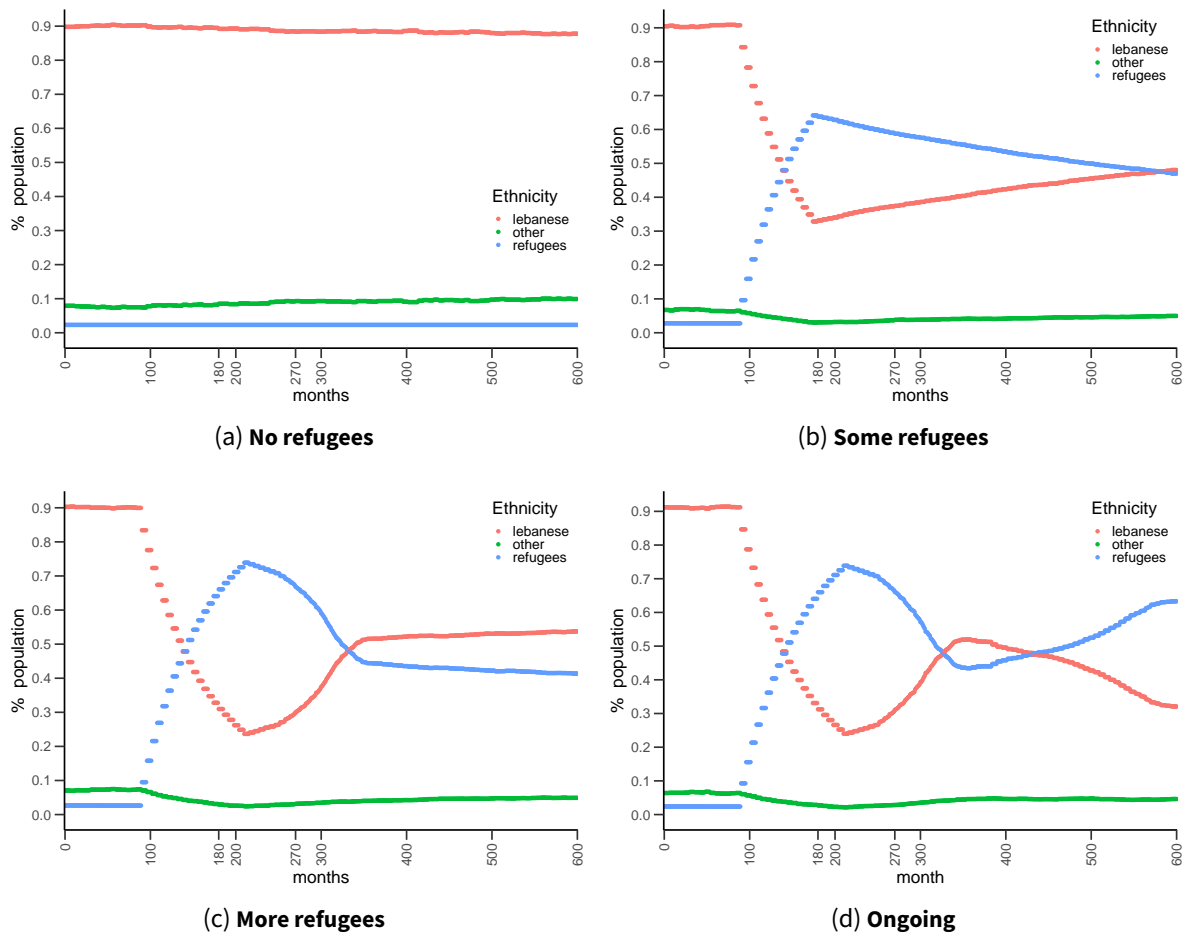 % population
0.9
0.8
0.7
0.6
0.5
0.4
0.3
0.2
0.1
0.0
Ethnicity
lebanese
other
refugees
0 100 180 200 270 300 400 500 600
months
(a) No refugees
% population
0.9
0.8
0.7
0.6
0.5
0.4
0.3
0.2
0.1
0.0
Ethnicity
lebanese
other
refugees
0 100 180 200 270 300 400 500 600
months
(b) Some refugees
% population
0.9
0.8
0.7
0.6
0.5
0.4
0.3
0.2
0.1
0.0
Ethnicity
lebanese
other
refugees
0 100 180 200 270 300 400 500 600
months
(c) More refugees
% population
0.9
0.8
0.7
0.6
0.5
0.4
0.3
0.2
0.1
0.0
Ethnicity
lebanese
other
refugees
0 100 180 200 270 300 400 500 600
month
(d) Ongoing